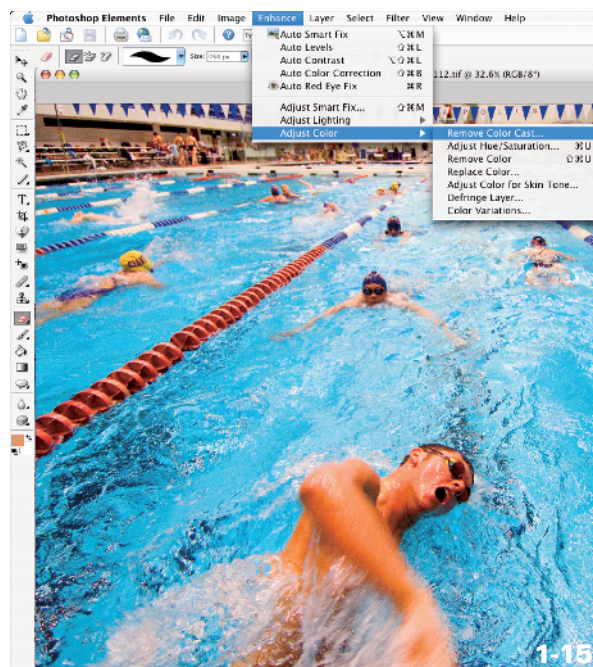 Photoshop Elements File Edit Image Enhance Layer Select Filter View Window Help
Size:
Auto Smart Fix ⌥⌘M
Auto Levels ⇧⌘L
Auto Contrast ⌥⇧⌘L
Auto Color Correction ⇧⌘B
Auto Red Eye Fix ⌘R
112.tif @ 32.6% (RGB/8*)
Adjust Smart Fix... ⇧⌘M
Adjust Lighting
Adjust Color
Remove Color Cast...
Adjust Hue/Saturation... ⌘U
Remove Color ⇧⌘U
Replace Color...
Adjust Color for Skin Tone...
Defringe Layer...
Color Variations...
1-15